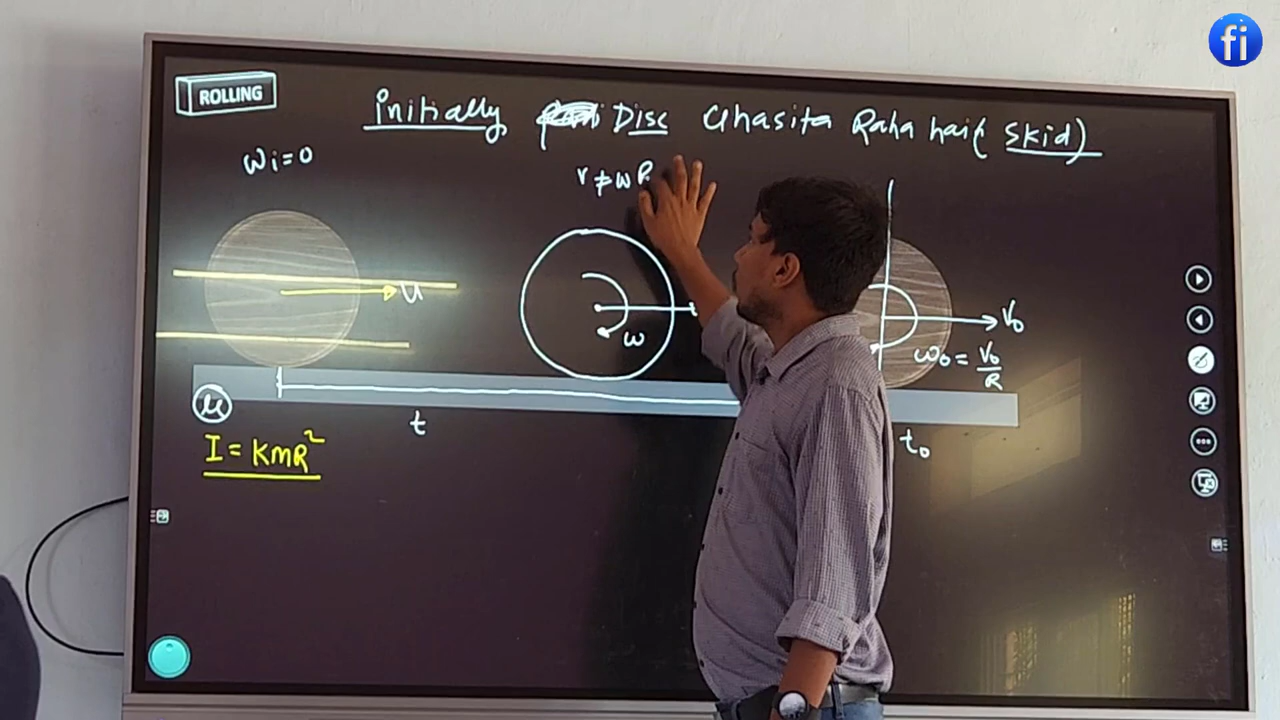 fi
ROLLING
Initially Disc Ghasita Raha hai( Skid)
ωi=0
v ≠ ω R
u
ω
V₀
ω₀ = V₀/R
μ
t
t₀
I = KMR²